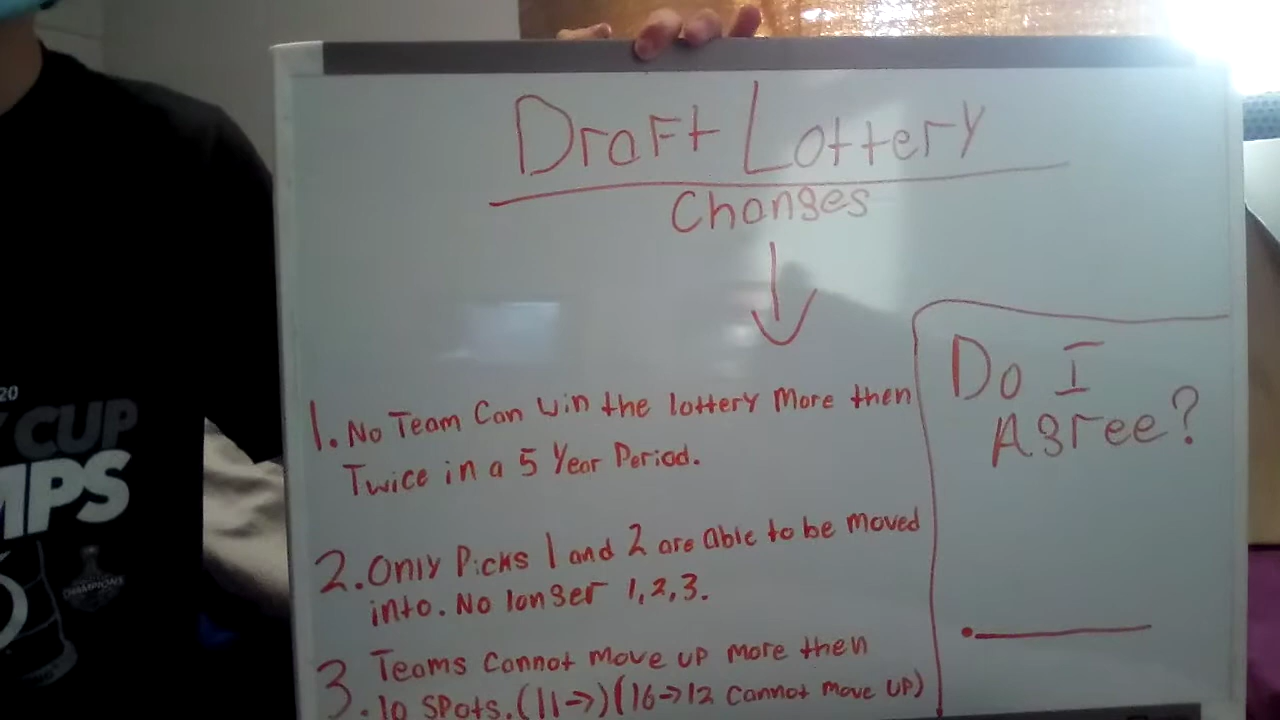 Draft Lottery
Changes
1. No Team Can Win the lottery More then
Twice in a 5 Year Period.
2. Only Picks 1 and 2 are able to be moved
into. No longer 1,2,3.
3. Teams Cannot move up more then
10 Spots. (11→)(16→12 Cannot move up)
Do I
Agree?
20
CUP
MPS
CHAMPIONS